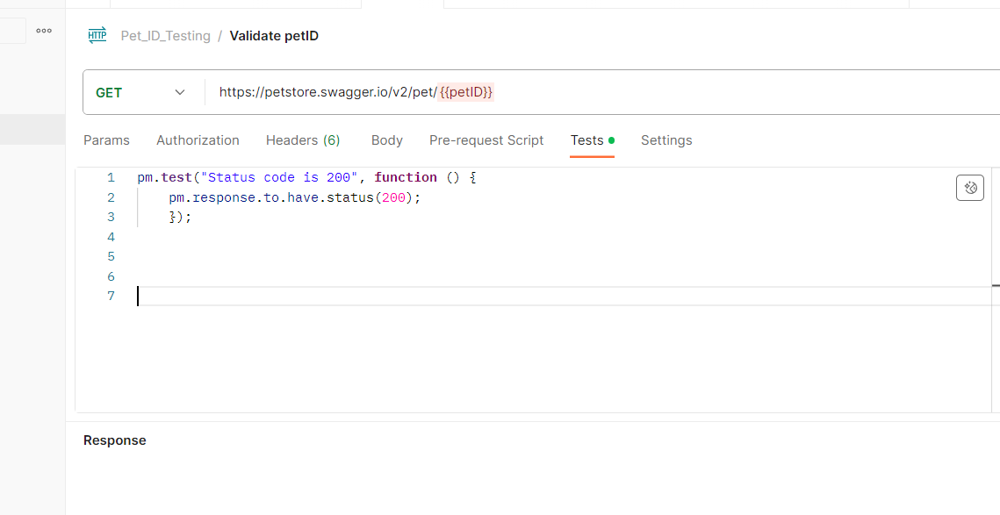 HTTP Pet_ID_Testing / Validate petID
GET https://petstore.swagger.io/v2/pet/{{petID}}
Params Authorization Headers (6) Body Pre-request Script Tests Settings
1 pm.test("Status code is 200", function () {
2     pm.response.to.have.status(200);
3     });
4
5
6
7
Response